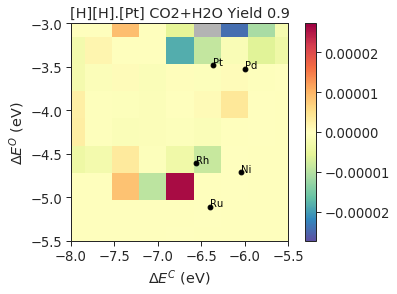 [H][H].[Pt] CO2+H2O Yield 0.9
−3.0
−3.5
−4.0
−4.5
−5.0
−5.5
ΔE^O (eV)
Pt
Pd
Rh
Ni
Ru
−8.0 −7.5 −7.0 −6.5 −6.0 −5.5
ΔE^C (eV)
0.00002
0.00001
0.00000
−0.00001
−0.00002